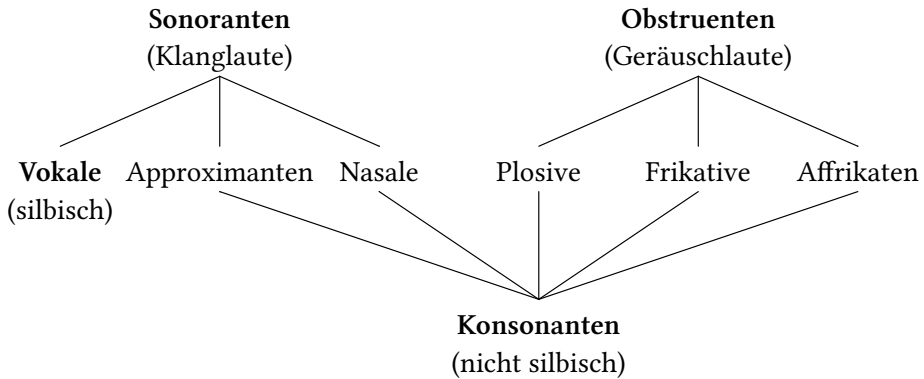 Sonoranten
(Klanglaute)
Obstruenten
(Geräuschlaute)
Vokale
(silbisch)
Approximanten
Nasale
Plosive
Frikative
Affrikaten
Konsonanten
(nicht silbisch)